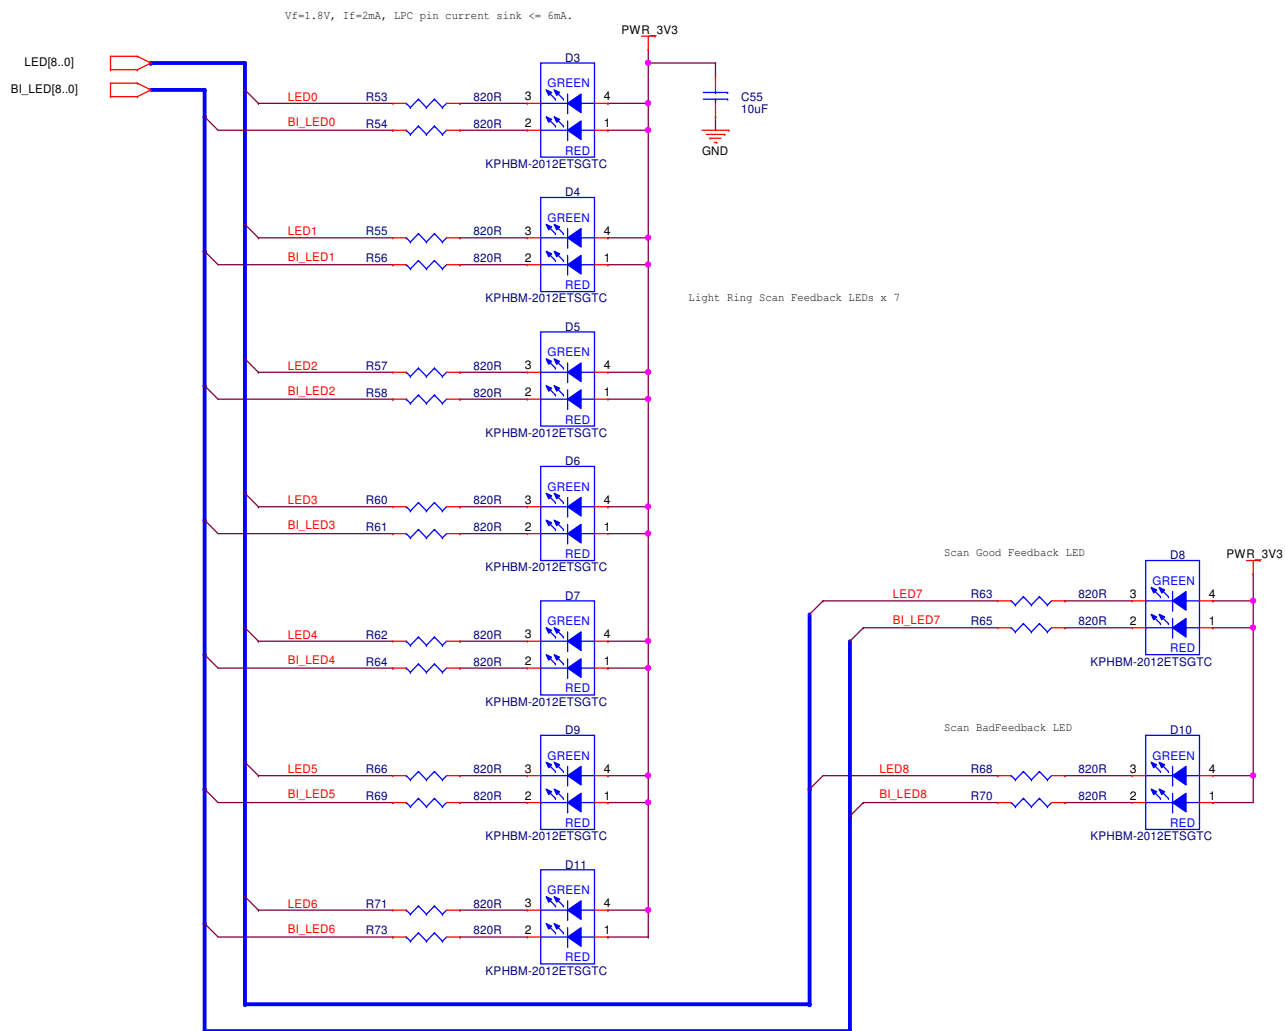 Vf=1.8V, If=2mA, LPC pin current sink <= 6mA.
PWR_3V3
LED[8..0]
BI_LED[8..0]
D3
GREEN
LED0 R53 820R 3 4
BI_LED0 R54 820R 2 1
RED
KPHBM-2012ETSGTC
C55
10uF
GND
D4
GREEN
LED1 R55 820R 3 4
BI_LED1 R56 820R 2 1
RED
KPHBM-2012ETSGTC
Light Ring Scan Feedback LEDs x 7
D5
GREEN
LED2 R57 820R 3 4
BI_LED2 R58 820R 2 1
RED
KPHBM-2012ETSGTC
D6
GREEN
LED3 R60 820R 3 4
BI_LED3 R61 820R 2 1
RED
KPHBM-2012ETSGTC
D7
GREEN
LED4 R62 820R 3 4
BI_LED4 R64 820R 2 1
RED
KPHBM-2012ETSGTC
D9
GREEN
LED5 R66 820R 3 4
BI_LED5 R69 820R 2 1
RED
KPHBM-2012ETSGTC
D11
GREEN
LED6 R71 820R 3 4
BI_LED6 R73 820R 2 1
RED
KPHBM-2012ETSGTC
Scan Good Feedback LED
D8
PWR_3V3
GREEN
LED7 R63 820R 3 4
BI_LED7 R65 820R 2 1
RED
KPHBM-2012ETSGTC
Scan BadFeedback LED
D10
GREEN
LED8 R68 820R 3 4
BI_LED8 R70 820R 2 1
RED
KPHBM-2012ETSGTC